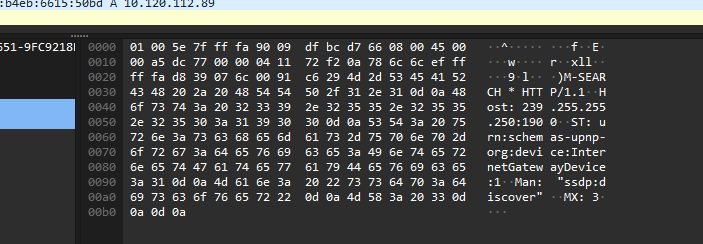 :b4eb:6615:50bd A 10.120.112.89
51-9FC9218
0000 01 00 5e 7f ff fa 90 09 df bc d7 66 08 00 45 00 ··^····· ···f··E·
0010 00 a5 dc 77 00 00 04 11 72 f2 0a 78 6c 6c ef ff ···w···· r··xll··
0020 ff fa d8 39 07 6c 00 91 c6 29 4d 2d 53 45 41 52 ···9·l·· ·)M-SEAR
0030 43 48 20 2a 20 48 54 54 50 2f 31 2e 31 0d 0a 48 CH * HTT P/1.1··H
0040 6f 73 74 3a 20 32 33 39 2e 32 35 35 2e 32 35 35 ost: 239 .255.255
0050 2e 32 35 30 3a 31 39 30 30 0d 0a 53 54 3a 20 75 .250:190 0··ST: u
0060 72 6e 3a 73 63 68 65 6d 61 73 2d 75 70 6e 70 2d rn:schem as-upnp-
0070 6f 72 67 3a 64 65 76 69 63 65 3a 49 6e 74 65 72 org:devi ce:Inter
0080 6e 65 74 47 61 74 65 77 61 79 44 65 76 69 63 65 netGatew ayDevice
0090 3a 31 0d 0a 4d 61 6e 3a 20 22 73 73 64 70 3a 64 :1··Man: "ssdp:d
00a0 69 73 63 6f 76 65 72 22 0d 0a 4d 58 3a 20 33 0d iscover" ··MX: 3·
00b0 0a 0d 0a ···